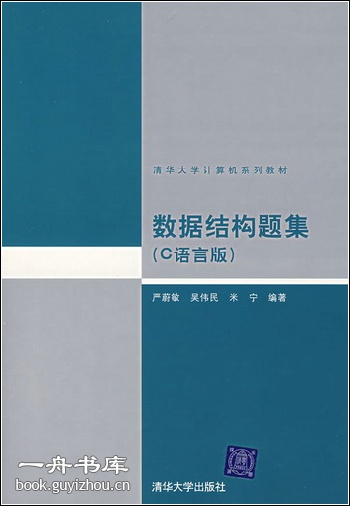 清华大学计算机系列教材
数据结构题集
(C语言版)
严蔚敏 吴伟民 米 宁 编著
一舟书库
book.guyizhou.cn
清华大学出版社